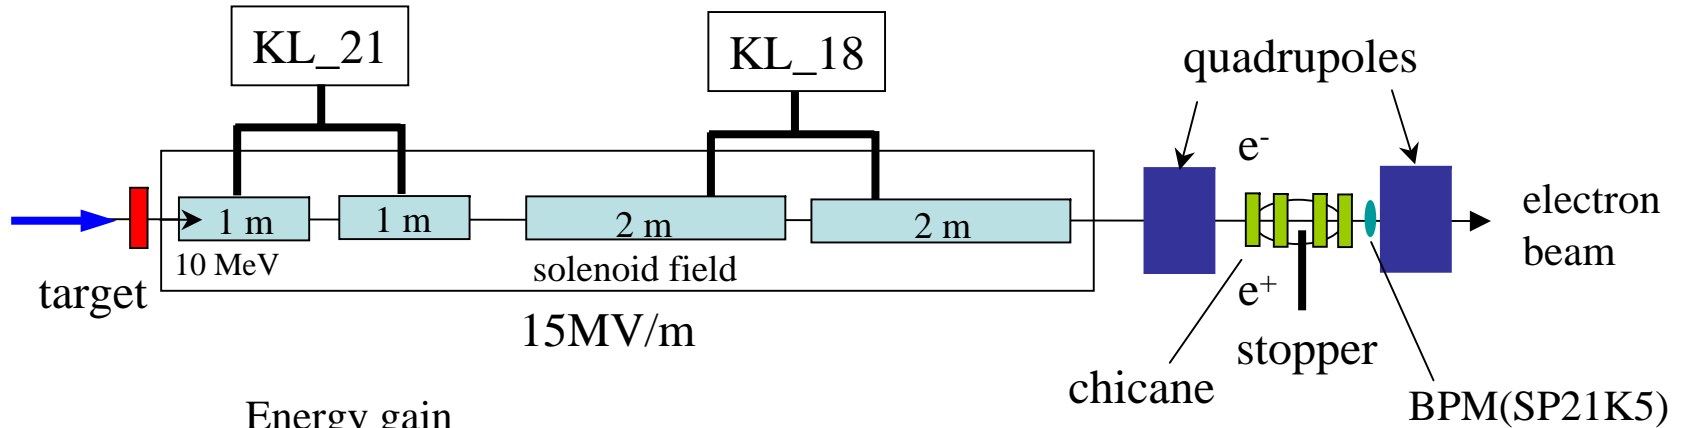 KL_21
KL_18
quadrupoles
e-
1 m
1 m
2 m
2 m
electron
beam
10 MeV
solenoid field
target
e+
15MV/m
stopper
chicane
BPM(SP21K5)
Energy gain